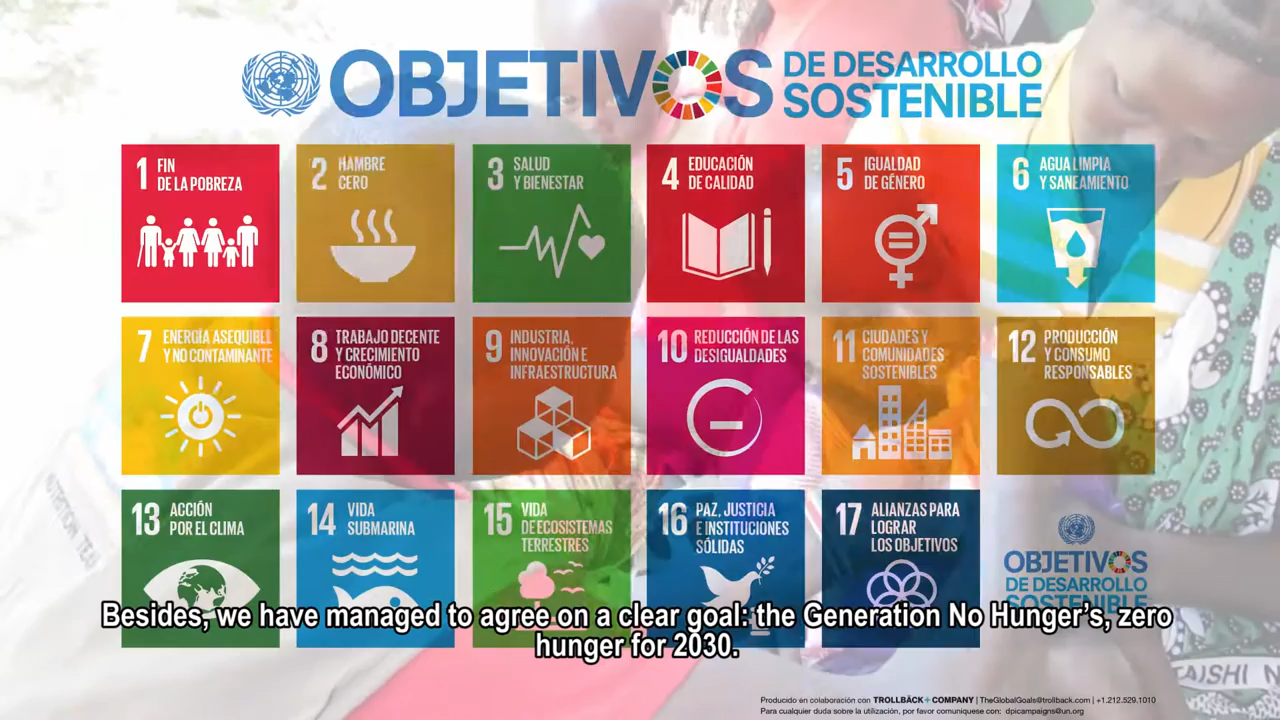 OBJETIVOS DE DESARROLLO
SOSTENIBLE
1 FIN
DE LA POBREZA
2 HAMBRE
CERO
3 SALUD
Y BIENESTAR
4 EDUCACIÓN
DE CALIDAD
5 IGUALDAD
DE GÉNERO
6 AGUA LIMPIA
Y SANEAMIENTO
7 ENERGÍA ASEQUIBLE
Y NO CONTAMINANTE
8 TRABAJO DECENTE
Y CRECIMIENTO
ECONÓMICO
9 INDUSTRIA,
INNOVACIÓN E
INFRAESTRUCTURA
10 REDUCCIÓN DE LAS
DESIGUALDADES
11 CIUDADES Y
COMUNIDADES
SOSTENIBLES
12 PRODUCCIÓN
Y CONSUMO
RESPONSABLES
13 ACCIÓN
POR EL CLIMA
14 VIDA
SUBMARINA
15 VIDA
DE ECOSISTEMAS
TERRESTRES
16 PAZ, JUSTICIA
E INSTITUCIONES
SÓLIDAS
17 ALIANZAS PARA
LOGRAR
LOS OBJETIVOS
OBJETIVOS
DE DESARROLLO
SOSTENIBLE
Besides, we have managed to agree on a clear goal: the Generation No Hunger's, zero
hunger for 2030.
Producido en colaboración con TROLLBÄCK+COMPANY | TheGlobalGoals@trollback.com | +1.212.529.1010
Para cualquier duda sobre la utilización, por favor comuniquese con: dpicampaigns@un.org